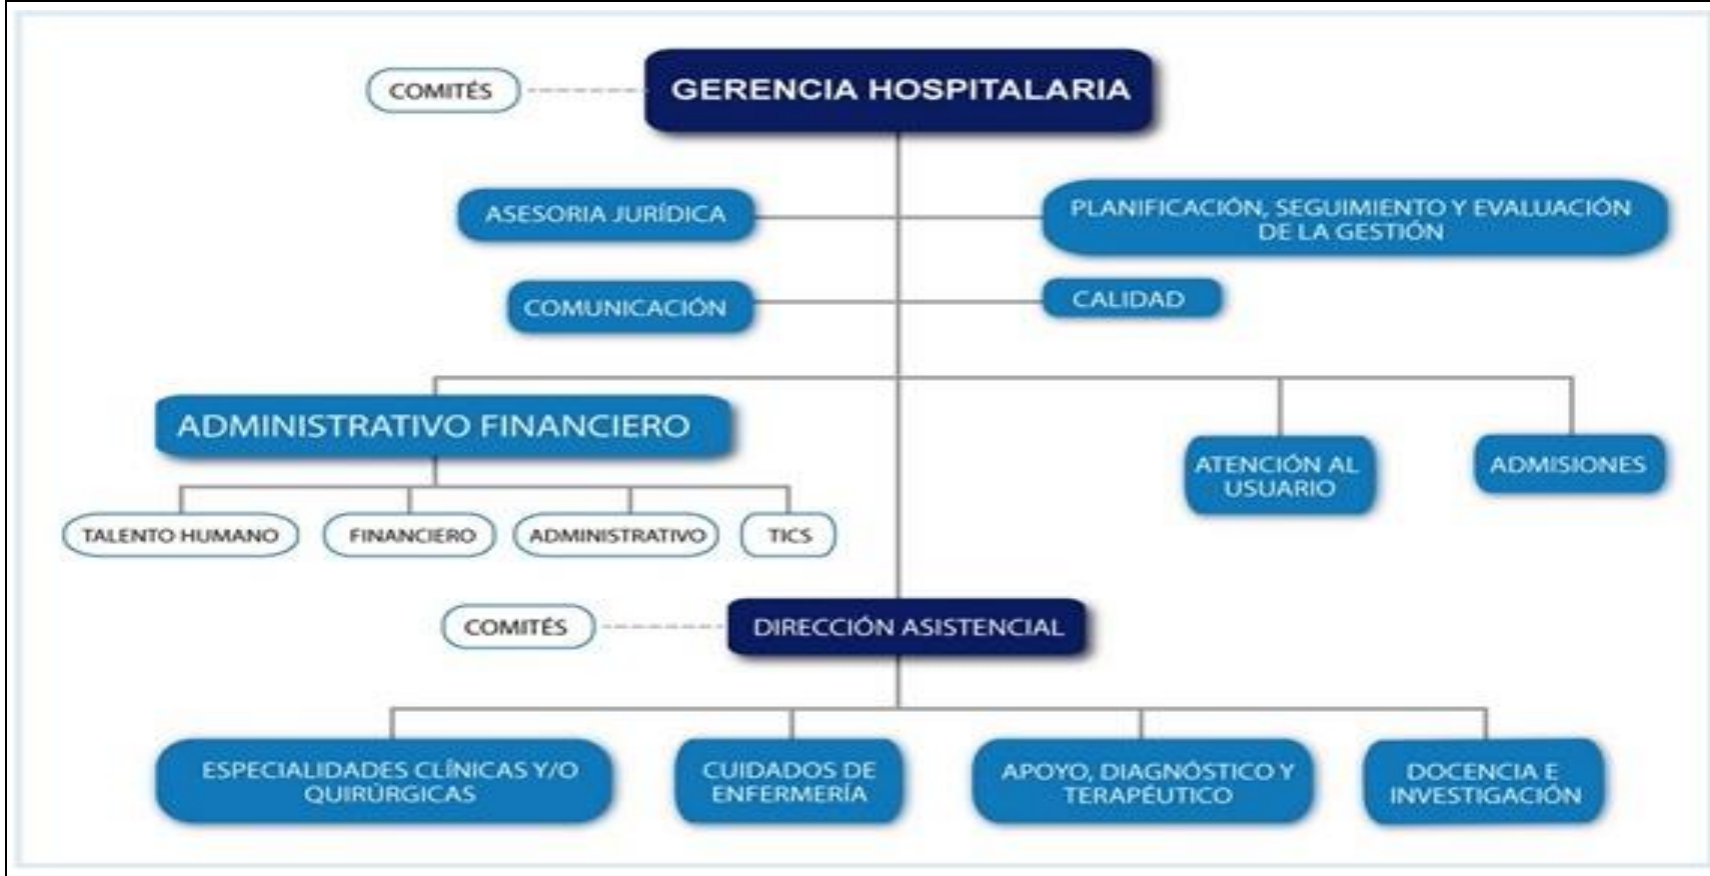 COMITÉS
GERENCIA HOSPITALARIA
ASESORIA JURÍDICA
PLANIFICACIÓN, SEGUIMIENTO Y EVALUACIÓN
DE LA GESTIÓN
COMUNICACIÓN
CALIDAD
ADMINISTRATIVO FINANCIERO
ATENCIÓN AL
USUARIO
ADMISIONES
TALENTO HUMANO
FINANCIERO
ADMINISTRATIVO
TICS
COMITÉS
DIRECCIÓN ASISTENCIAL
ESPECIALIDADES CLÍNICAS Y/O
QUIRÚRGICAS
CUIDADOS DE
ENFERMERÍA
APOYO, DIAGNÓSTICO Y
TERAPÉUTICO
DOCENCIA E
INVESTIGACIÓN